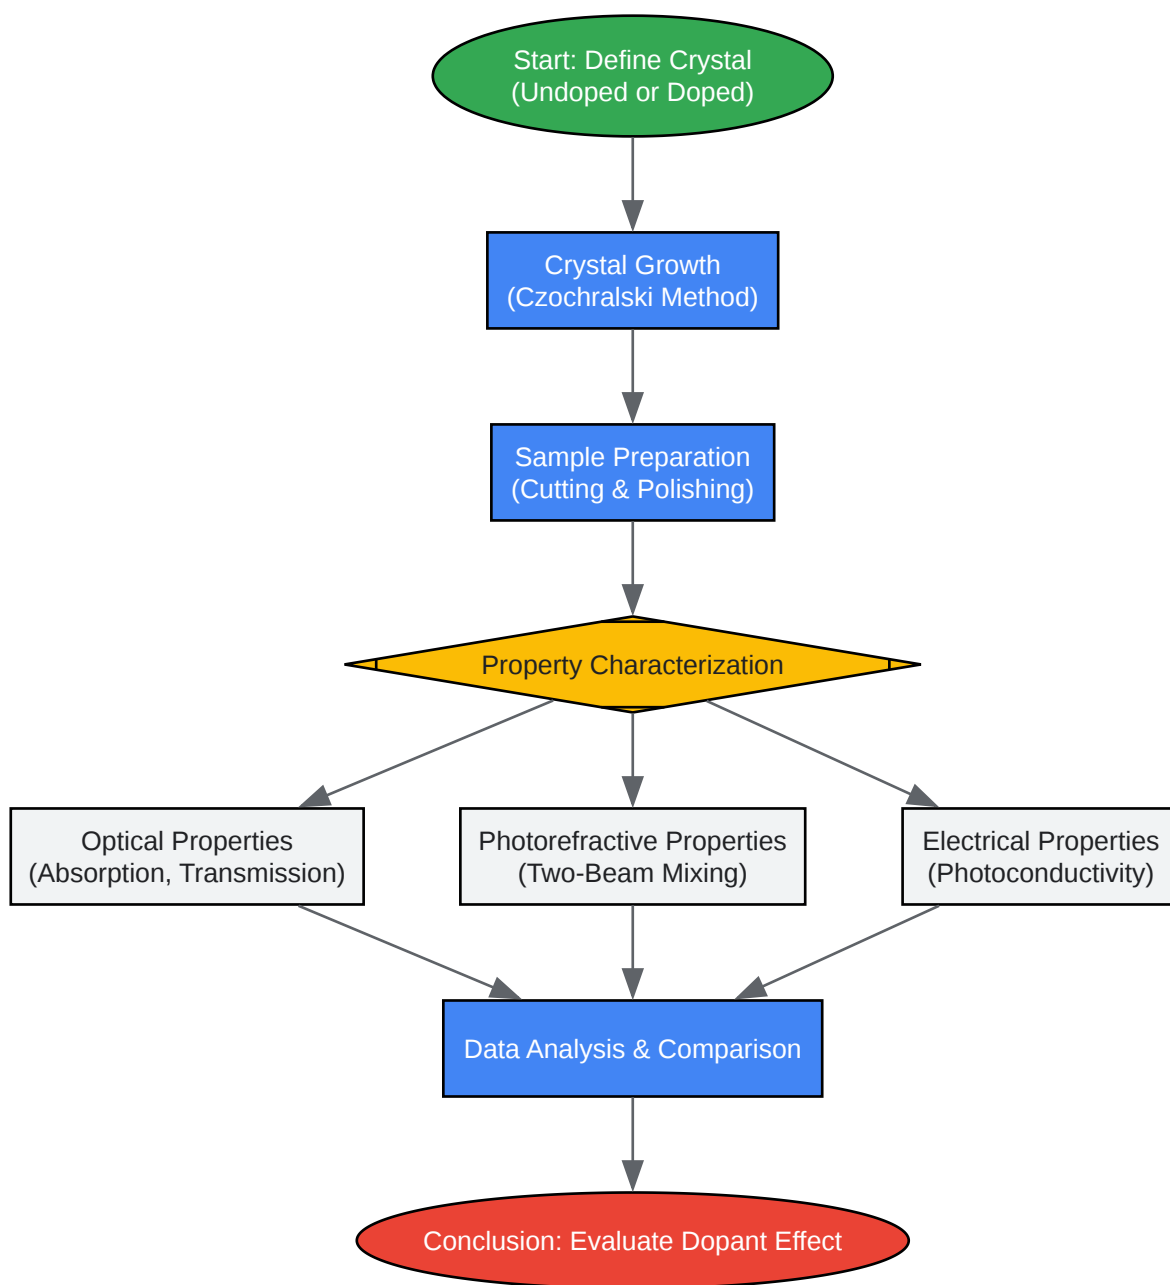 Start: Define Crystal
(Undoped or Doped)
Crystal Growth
(Czochralski Method)
Sample Preparation
(Cutting & Polishing)
Property Characterization
Optical Properties
(Absorption, Transmission)
Photorefractive Properties
(Two-Beam Mixing)
Electrical Properties
(Photoconductivity)
Data Analysis & Comparison
Conclusion: Evaluate Dopant Effect